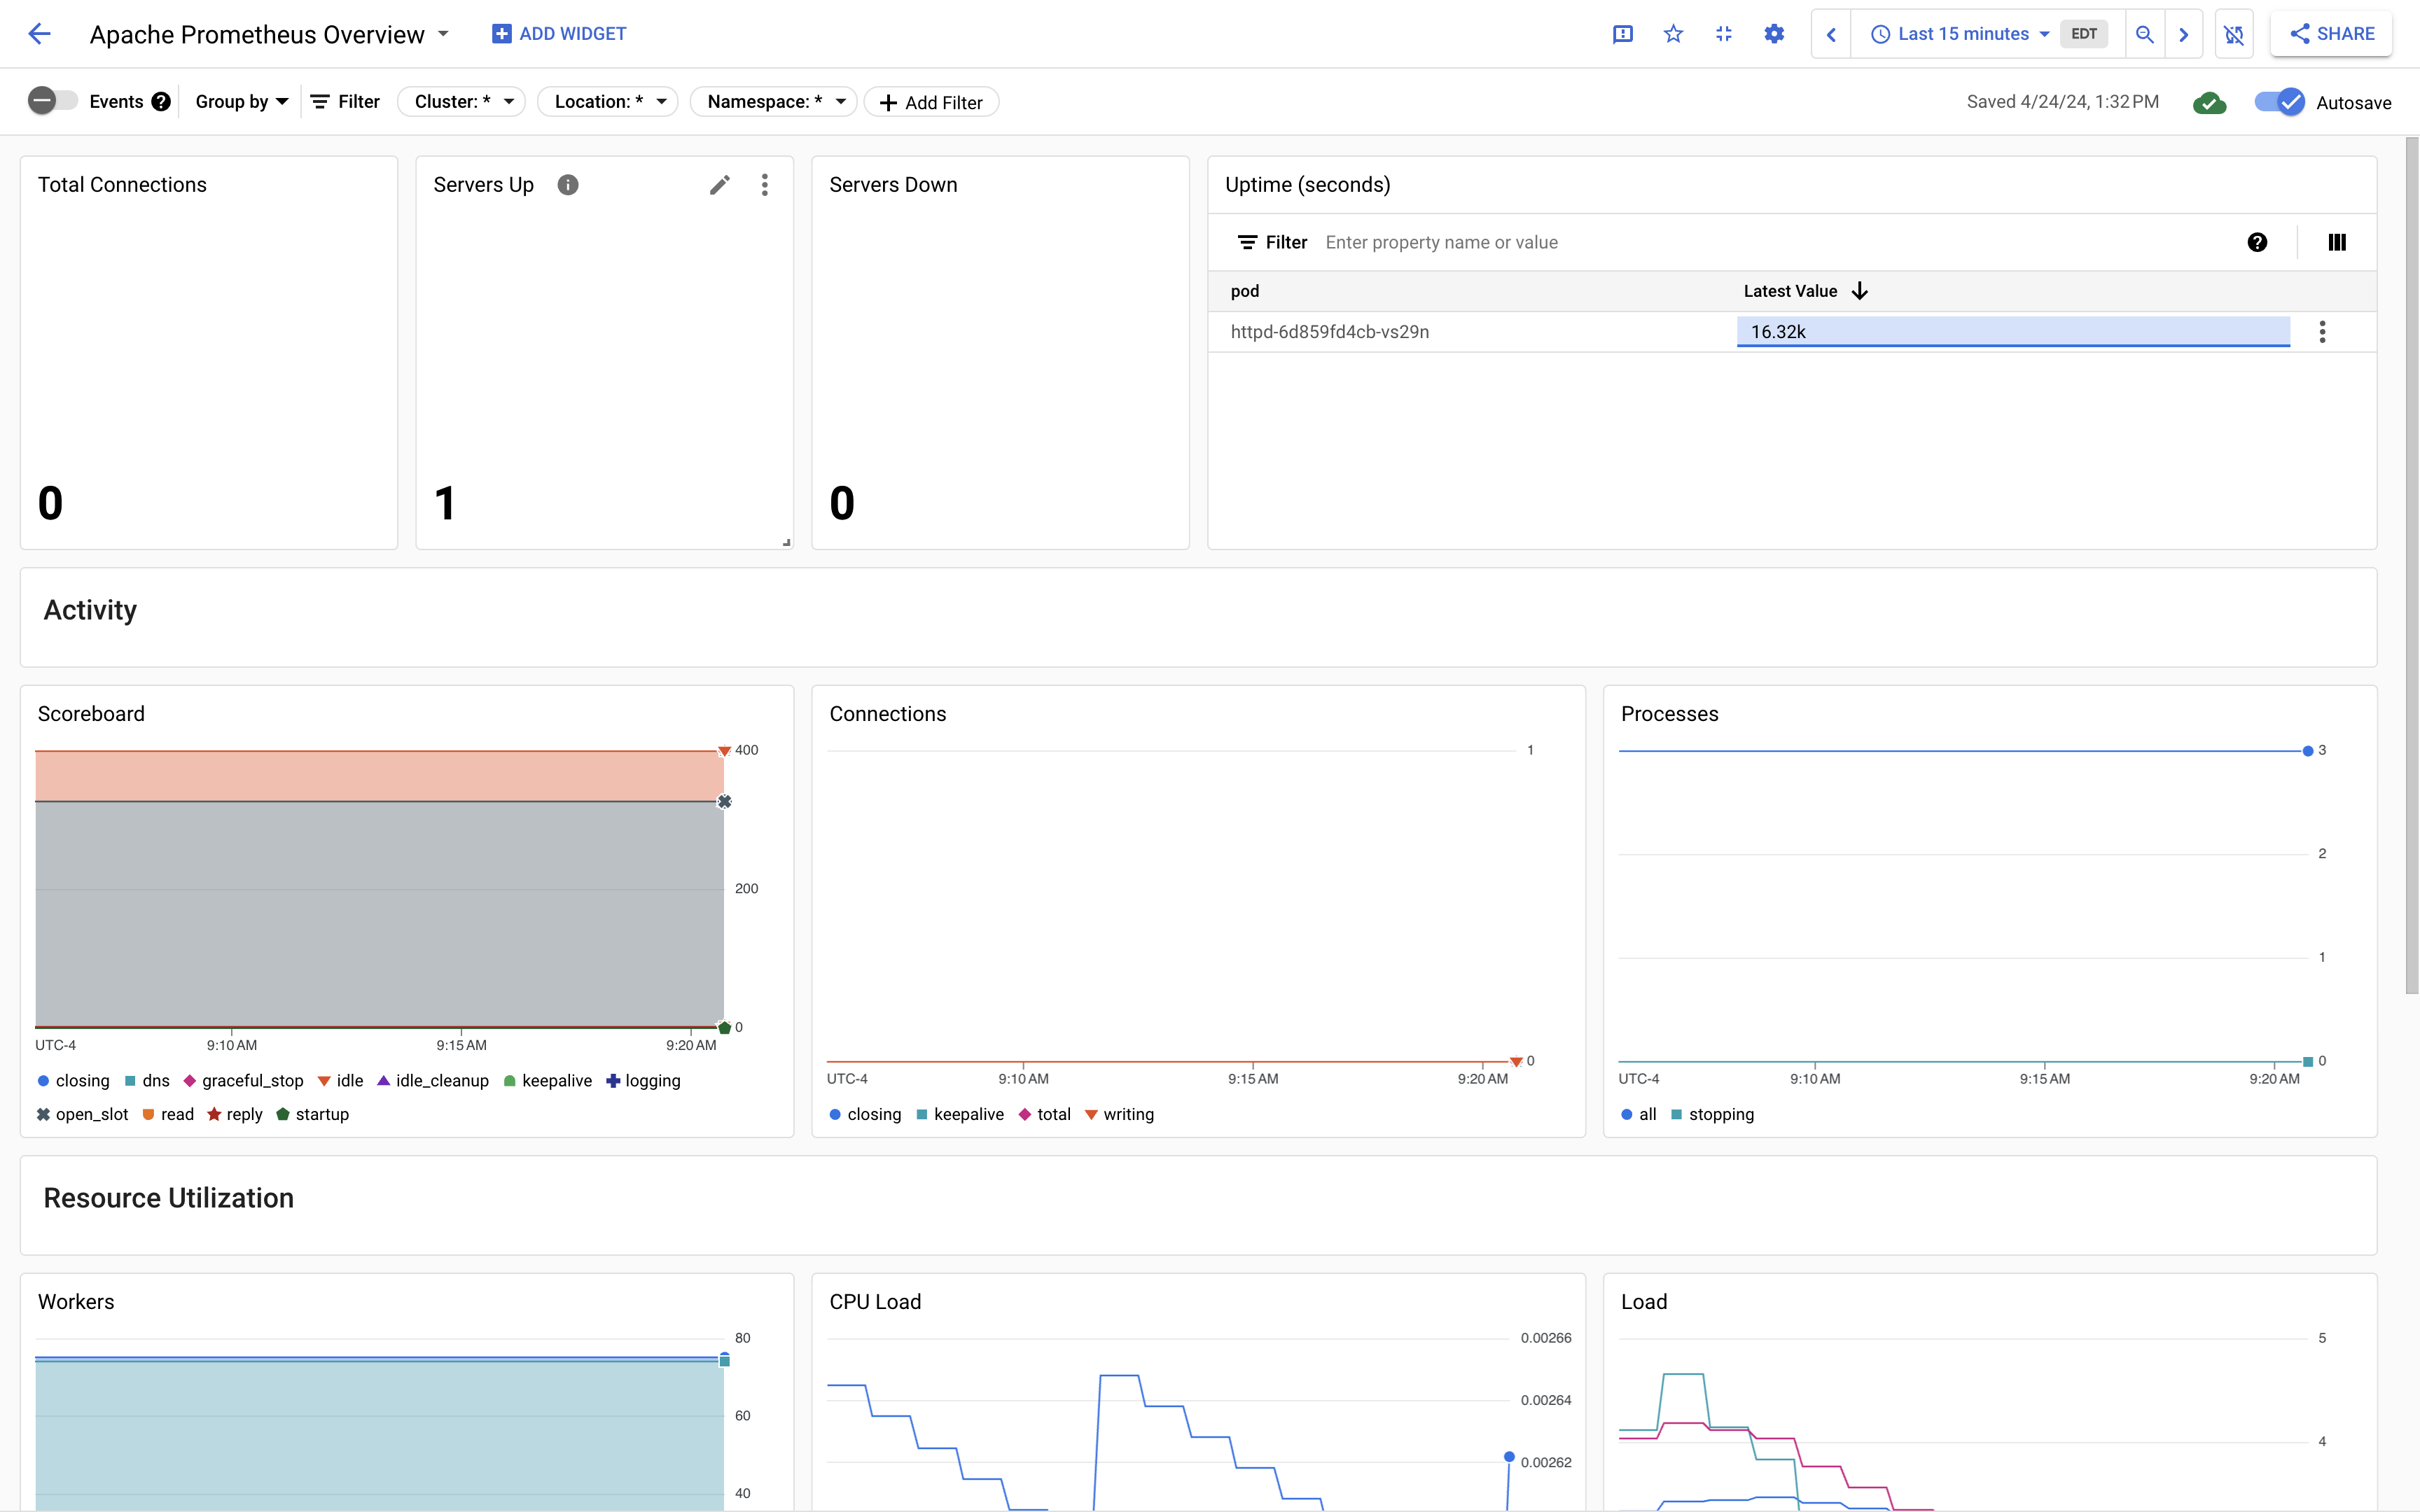 Apache Prometheus Overview
ADD WIDGET
Last 15 minutes
EDT
SHARE
Events
Group by
Filter
Cluster: *
Location: *
Namespace: *
Add Filter
Saved 4/24/24, 1:32 PM
Autosave
Total Connections
0
Servers Up
1
Servers Down
0
Uptime (seconds)
Filter Enter property name or value
pod Latest Value
httpd-6d859fd4cb-vs29n 16.32k
Activity
Scoreboard
400
200
0
UTC-4 9:10 AM 9:15 AM 9:20 AM
closing dns graceful_stop idle idle_cleanup keepalive logging
open_slot read reply startup
Connections
1
0
UTC-4 9:10 AM 9:15 AM 9:20 AM
closing keepalive total writing
Processes
3
2
1
0
UTC-4 9:10 AM 9:15 AM 9:20 AM
all stopping
Resource Utilization
Workers
80
60
40
CPU Load
0.00266
0.00264
0.00262
Load
5
4